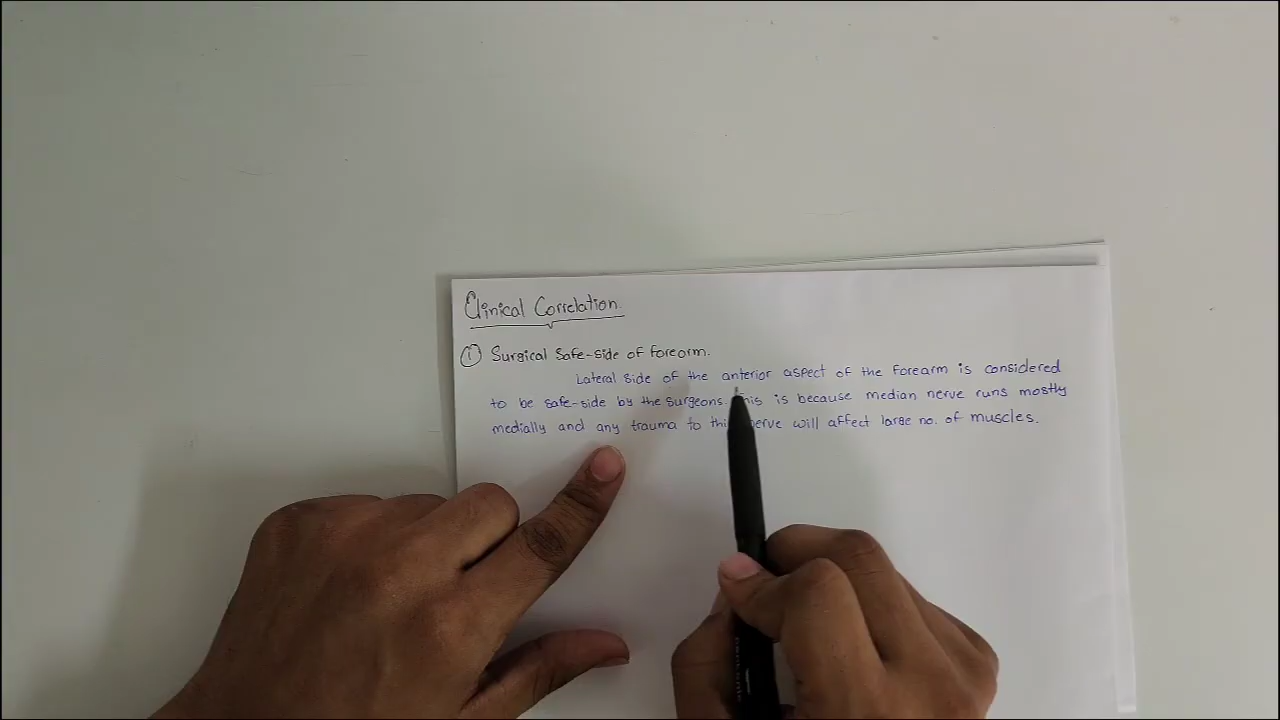 Clinical Correlation.
① Surgical Safe-side of forearm.
Lateral side of the anterior aspect of the forearm is considered
to be safe-side by the surgeons. This is because median nerve runs mostly
medially and any trauma to this nerve will affect large no. of muscles.